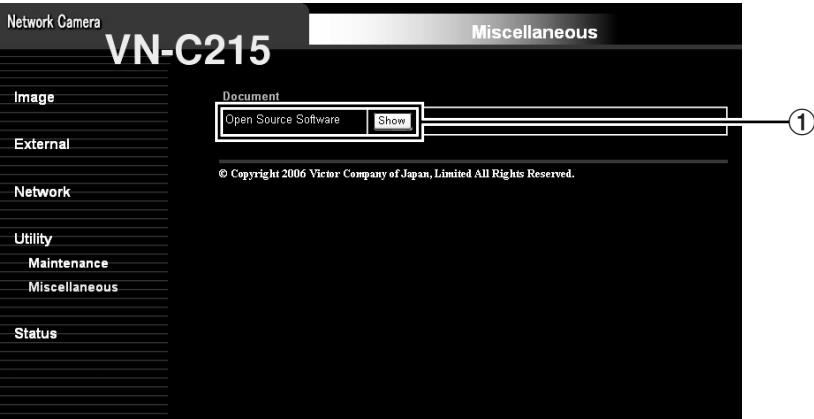 Network Camera
VN-C215
Miscellaneous
Image
External
Network
Utility
Maintenance
Miscellaneous
Status
Document
Open Source Software
Show
①
© Copyright 2006 Victor Company of Japan, Limited All Rights Reserved.